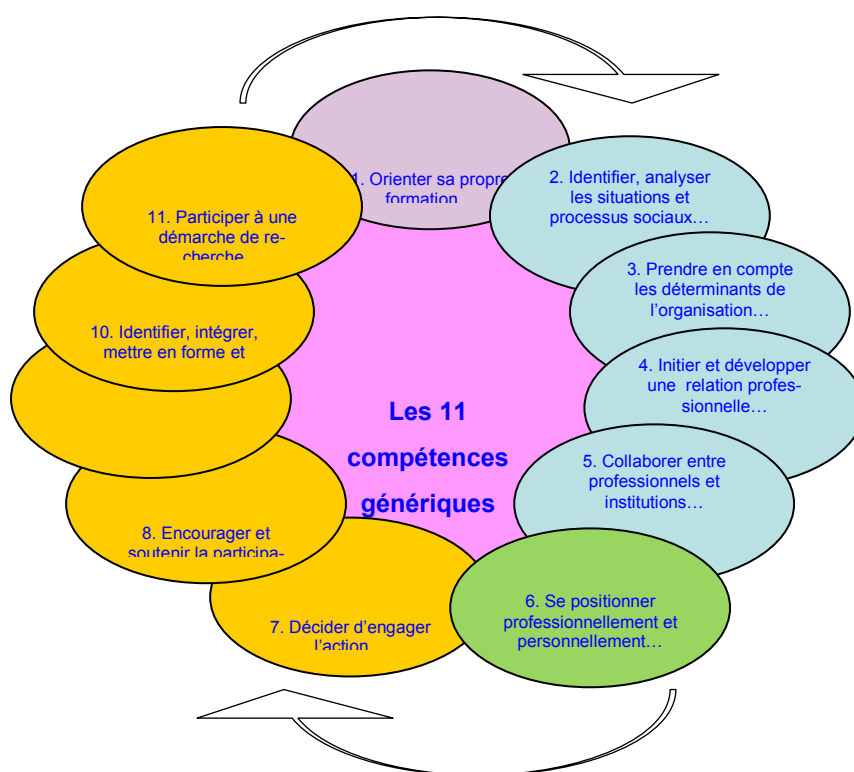 1. Orienter sa propre
formation
2. Identifier, analyser
les situations et
processus sociaux…
3. Prendre en compte
les déterminants de
l’organisation…
4. Initier et développer
une relation profes-
sionnelle…
5. Collaborer entre
professionnels et
institutions…
6. Se positionner
professionnellement et
personnellement…
7. Décider d’engager
l’action
8. Encourager et
soutenir la participa-
10. Identifier, intégrer,
mettre en forme et
11. Participer à une
démarche de re-
cherche
Les 11
compétences
génériques